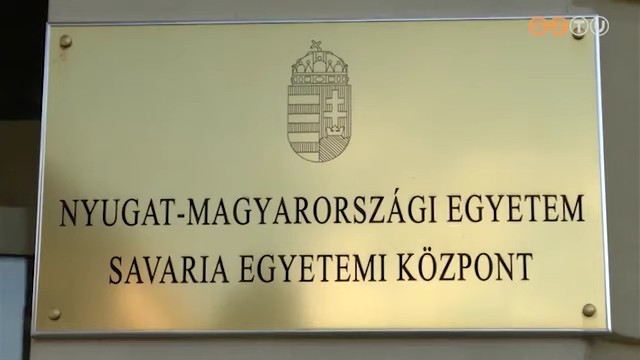 NYUGAT-MAGYARORSZÁGI EGYETEM
SAVARIA EGYETEMI KÖZPONT